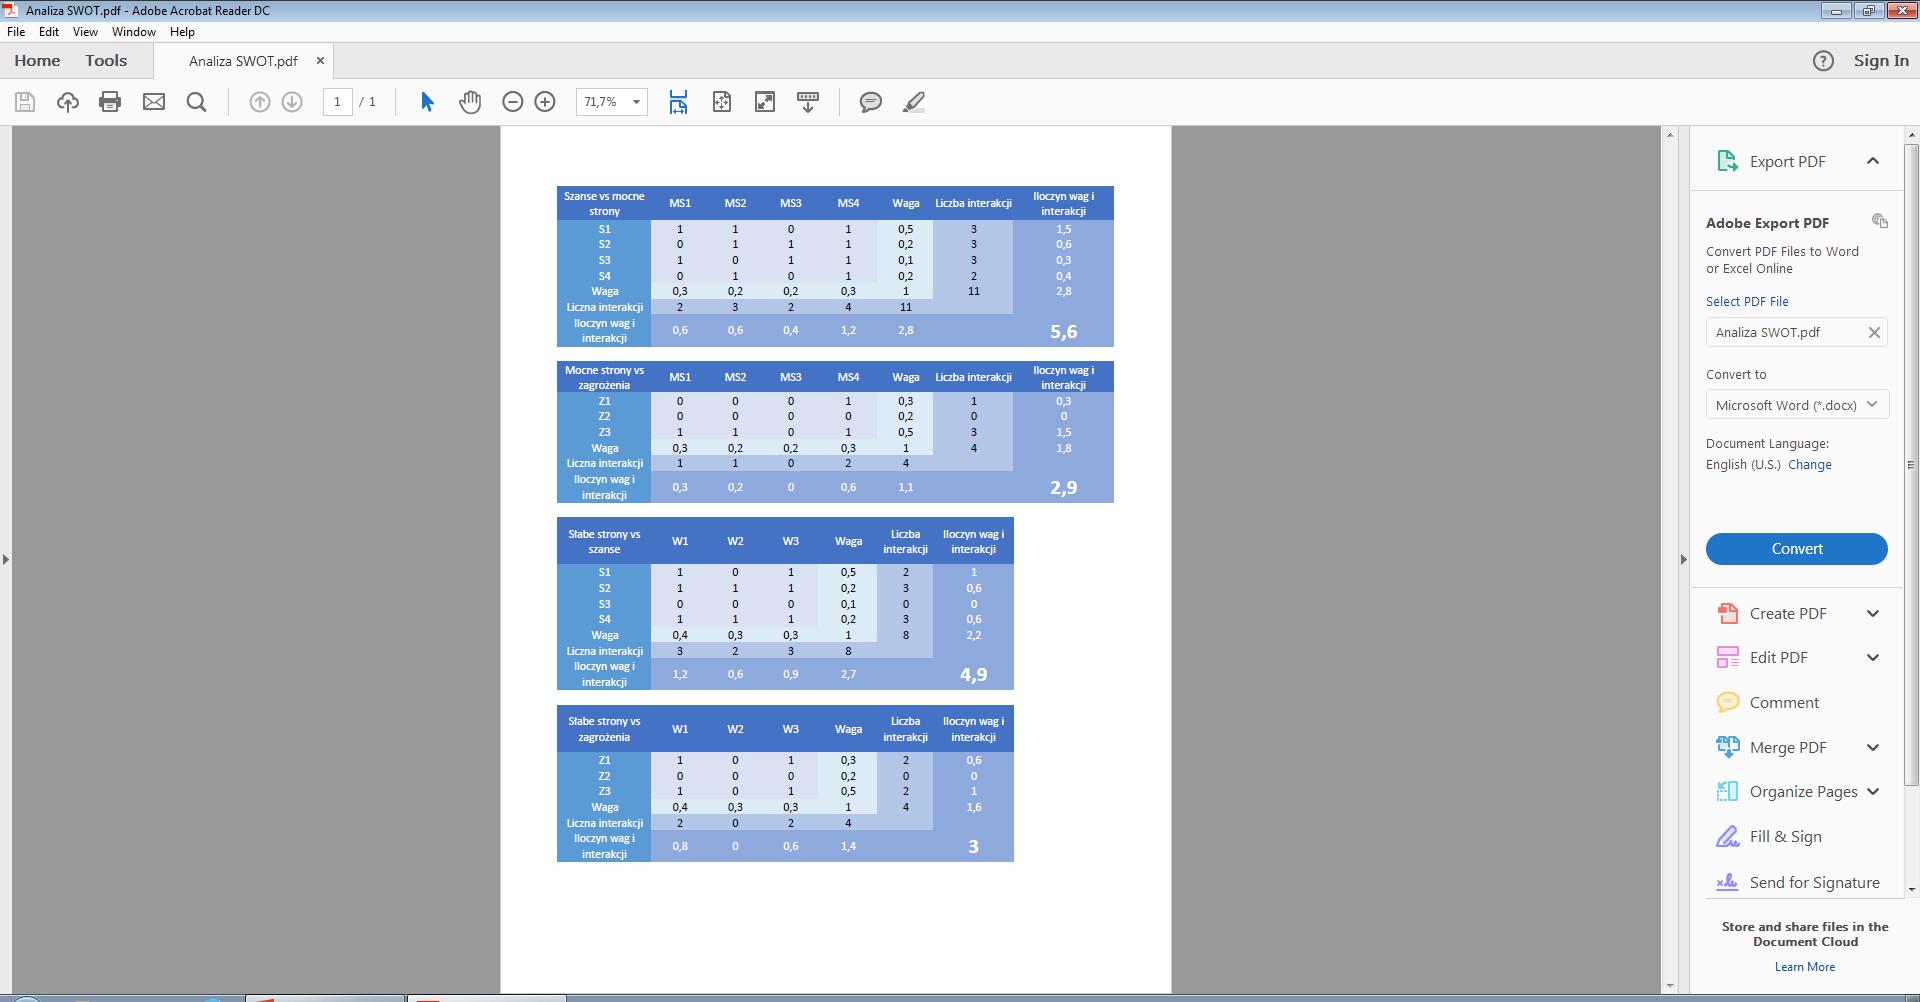 Analiza SWOT.pdf - Adobe Acrobat Reader DC
File Edit View Window Help
Home Tools Analiza SWOT.pdf × Sign In
1 / 1 71,7%
Szanse vs mocne strony MS1 MS2 MS3 MS4 Waga Liczba interakcji Iloczyn wag i interakcji
S1 1 1 0 1 0,5 3 1,5
S2 0 1 1 1 0,2 3 0,6
S3 1 0 1 1 0,1 3 0,3
S4 0 1 0 1 0,2 2 0,4
Waga 0,3 0,2 0,2 0,3 1 11 2,8
Liczna interakcji 2 3 2 4 11
Iloczyn wag i interakcji 0,6 0,6 0,4 1,2 2,8 5,6
Mocne strony vs zagrożenia MS1 MS2 MS3 MS4 Waga Liczba interakcji Iloczyn wag i interakcji
Z1 0 0 0 1 0,3 1 0,3
Z2 0 0 0 0 0,2 0 0
Z3 1 1 0 1 0,5 3 1,5
Waga 0,3 0,2 0,2 0,3 1 4 1,8
Liczna interakcji 1 1 0 2 4
Iloczyn wag i interakcji 0,3 0,2 0 0,6 1,1 2,9
Słabe strony vs szanse W1 W2 W3 Waga Liczba interakcji Iloczyn wag i interakcji
S1 1 0 1 0,5 2 1
S2 1 1 1 0,2 3 0,6
S3 0 0 0 0,1 0 0
S4 1 1 1 0,2 3 0,6
Waga 0,4 0,3 0,3 1 8 2,2
Liczna interakcji 3 2 3 8
Iloczyn wag i interakcji 1,2 0,6 0,9 2,7 4,9
Słabe strony vs zagrożenia W1 W2 W3 Waga Liczba interakcji Iloczyn wag i interakcji
Z1 1 0 1 0,3 2 0,6
Z2 0 0 0 0,2 0 0
Z3 1 0 1 0,5 2 1
Waga 0,4 0,3 0,3 1 4 1,6
Liczna interakcji 2 0 2 4
Iloczyn wag i interakcji 0,8 0 0,6 1,4 3
Export PDF
Adobe Export PDF
Convert PDF Files to Word
or Excel Online
Select PDF File
Analiza SWOT.pdf
Convert to
Microsoft Word (*.docx)
Document Language:
English (U.S.) Change
Convert
Create PDF
Edit PDF
Comment
Merge PDF
Organize Pages
Fill & Sign
Send for Signature
Store and share files in the
Document Cloud
Learn More